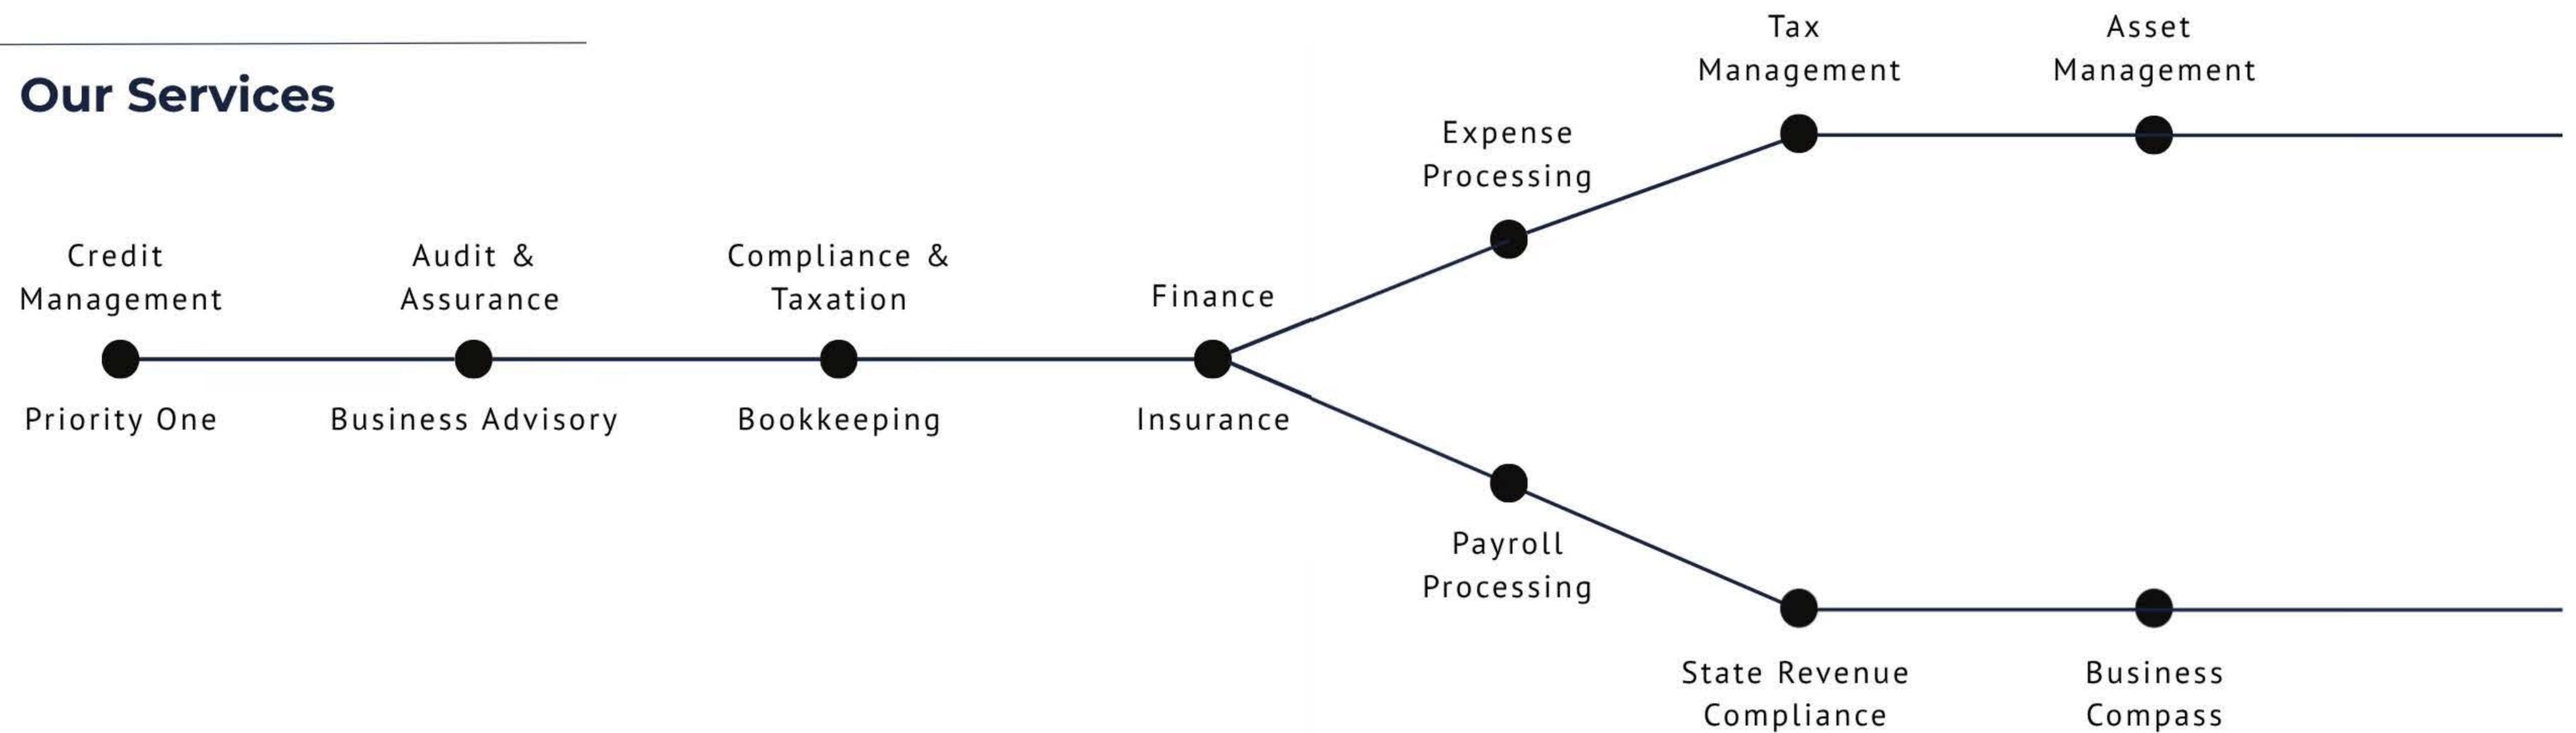 Our Services
Tax
Management
Asset
Management
Expense
Processing
Credit
Management
Audit &
Assurance
Compliance &
Taxation
Finance
Priority One
Business Advisory
Bookkeeping
Insurance
Payroll
Processing
State Revenue
Compliance
Business
Compass